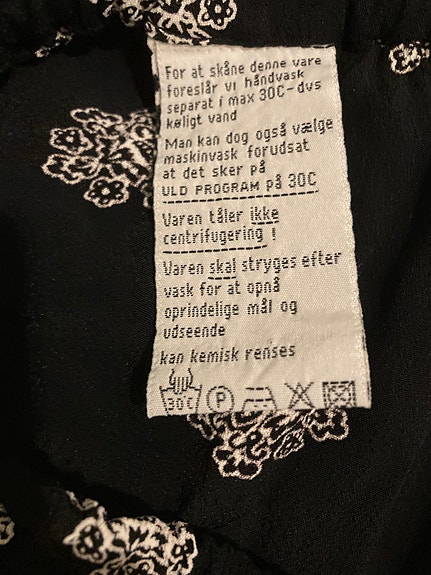 For at skåne denne vare
foreslår vi håndvask
separat i max 30C-dvs
køligt vand
Man kan dog også vælge
maskinvask forudsat
at det sker på
ULD PROGRAM på 30C
Varen tåler ikke
centrifugering !
Varen skal stryges efter
vask for at opnå
oprindelige mål og
udseende
kan kemisk renses
30C P